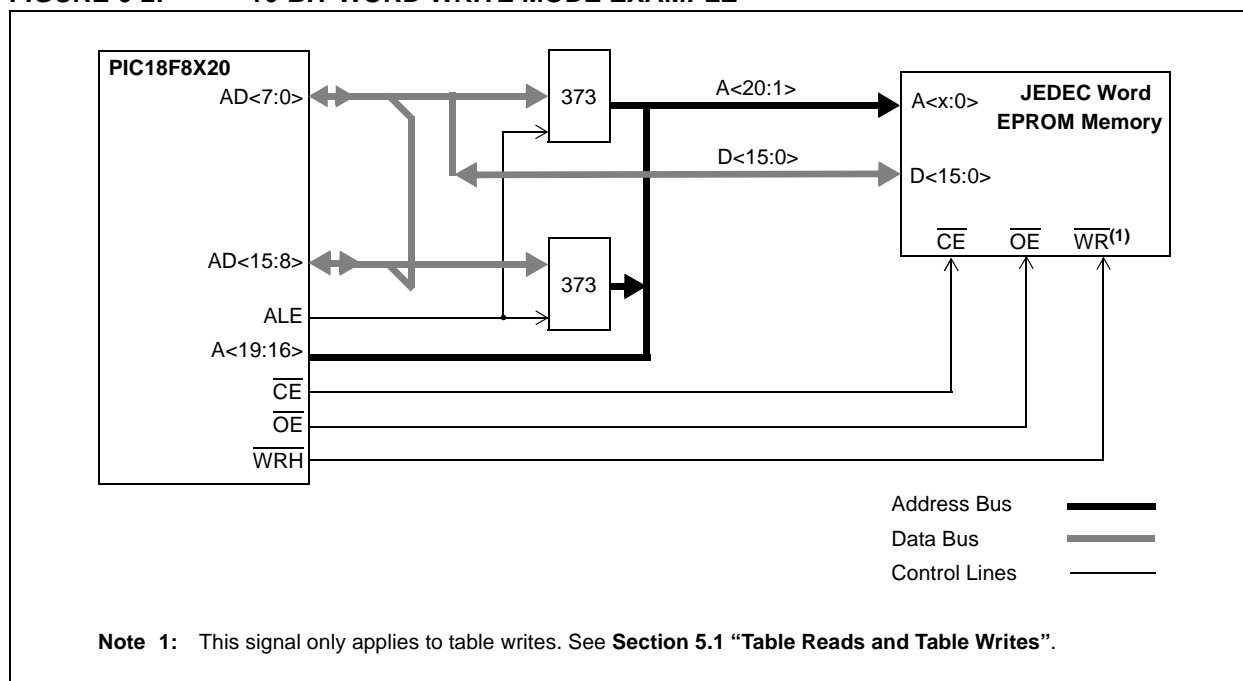 PIC18F8X20
AD<7:0>
373
A<20:1>
A<x:0>
JEDEC Word
EPROM Memory
D<15:0>
D<15:0>
CE
OE
WR(1)
AD<15:8>
373
ALE
A<19:16>
CE
OE
WRH
Address Bus
Data Bus
Control Lines
Note 1: This signal only applies to table writes. See Section 5.1 “Table Reads and Table Writes”.